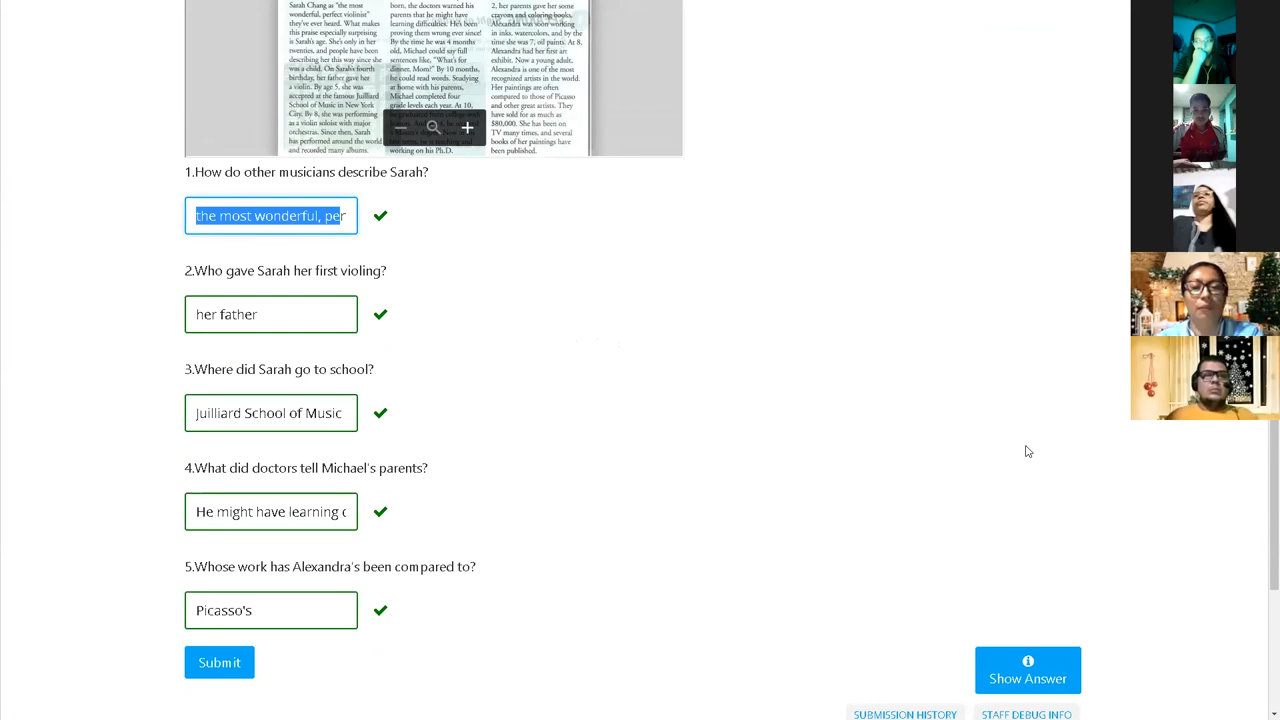 Sarah Chang as "the most
wonderful, perfect violinist"
they've ever heard. What makes
this praise especially surprising
is Sarah's age. She's only in her
twenties, and people have been
describing her this way since she
was a child. On Sarah's fourth
birthday, her father gave her
a violin. By age 5, she was
accepted at the famous Juilliard
School of Music in New York
City. By 8, she was performing
as a violin soloist with major
orchestras. Since then, Sarah
has performed around the world
and recorded many albums.
born, the doctors warned his
parents that he might have
learning difficulties. He's been
proving them wrong ever since!
By the time he was 4 months
old, Michael could say full
sentences like, "What's for
dinner, Mom?" By 10 months,
he could read words. Studying
at home with his parents,
Michael completed four
grade levels each year. At 10,
he graduated from college with
working on his Ph.D.
2, her parents gave her some
crayons and coloring books.
Alexandra was soon working
in inks, watercolors, and by the
time she was 7, oil paints. At 8,
Alexandra had her first art
exhibit. Now a young adult,
Alexandra is one of the most
recognized artists in the world.
Her paintings are often
compared to those of Picasso
and other great artists. They
have sold for as much as
$80,000. She has been on
TV many times, and several
books of her paintings have
been published.
1.How do other musicians describe Sarah?
the most wonderful, per
2.Who gave Sarah her first violing?
her father
3.Where did Sarah go to school?
Juilliard School of Music
4.What did doctors tell Michael's parents?
He might have learning
5.Whose work has Alexandra's been compared to?
Picasso's
Submit
Show Answer
SUBMISSION HISTORY
STAFF DEBUG INFO